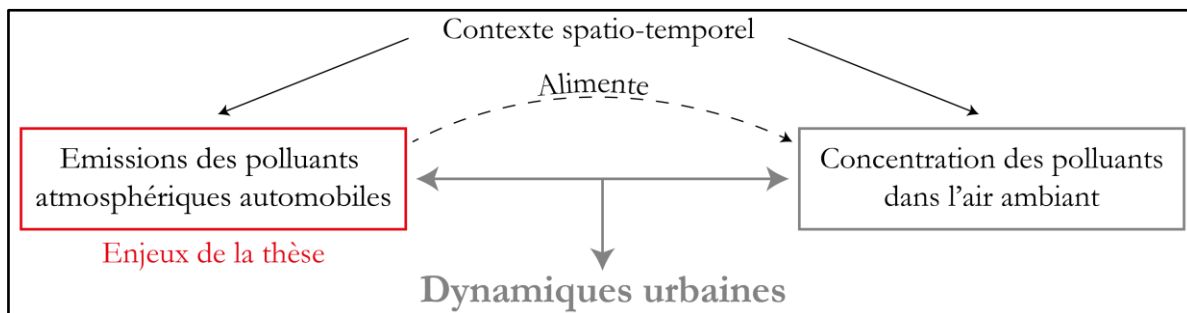 Contexte spatio-temporel
Alimente
Emissions des polluants
atmosphériques automobiles
Concentration des polluants
dans l'air ambiant
Enjeux de la thèse
Dynamiques urbaines